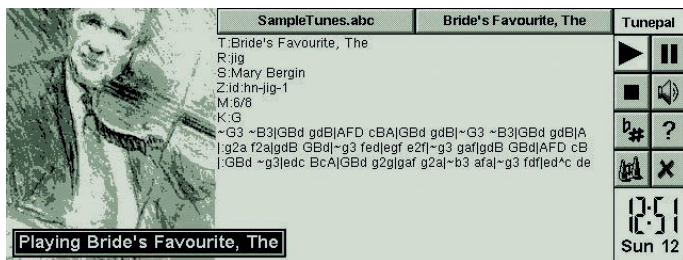 SampleTunes.abc
Bride's Favourite, The
Tunepal
T:Bride's Favourite, The
R:jig
S:Mary Bergin
Z:id:hn-jig-1
M:6/8
K:G
~G3 ~B3|GBd gdB|AFD cBA|GBd gdB|~G3 ~B3|GBd gdB|A
|:g2a f2a|gdB GBd|~g3 fed|egf e2f|~g3 gaf|gdB GBd|AFD cB
|:GBd ~g3|edc BcA|GBd g2g|gaf g2a|~b3 afa|~g3 fdf|ed^c de
b#
?
12:51
Sun 12
Playing Bride's Favourite, The